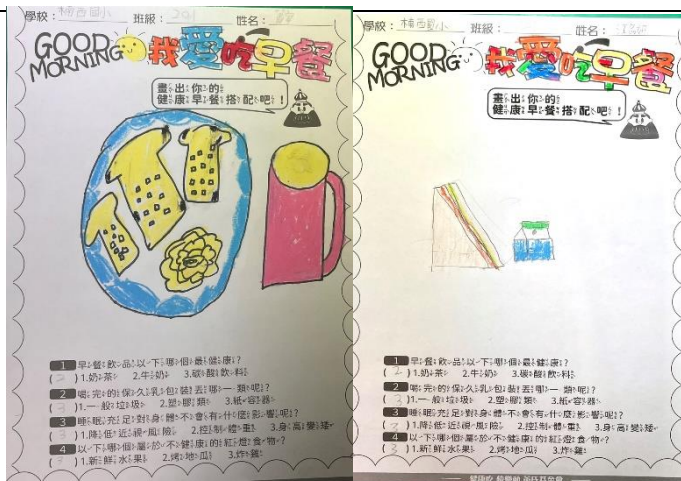 學校：楊西國小 班級：201 姓名：
GOOD MORNING
我愛吃早餐
畫出你的
健康早餐搭配吧！
1 早餐飲品以下哪個最健康？
(2) 1.奶茶 2.牛奶 3.碳酸飲料
2 喝完的保久乳包裝丟哪一類呢？
(3) 1.一般垃圾 2.塑膠類 3.紙容器
3 睡眠充足對身體不會有什麼影響呢？
(3) 1.降低近視風險 2.控制體重 3.身高變矮
4 以下哪個屬於不健康的紅燈食物？
(3) 1.新鮮水果 2.烤地瓜 3.炸雞
學校：楊西國小 班級： 姓名：
GOOD MORNING
我愛吃早餐
畫出你的
健康早餐搭配吧！
1 早餐飲品以下哪個最健康？
(2) 1.奶茶 2.牛奶 3.碳酸飲料
2 喝完的保久乳包裝丟哪一類呢？
(3) 1.一般垃圾 2.塑膠類 3.紙容器
3 睡眠充足對身體不會有什麼影響呢？
(3) 1.降低近視風險 2.控制體重 3.身高變矮
4 以下哪個屬於不健康的紅燈食物？
(3) 1.新鮮水果 2.烤地瓜 3.炸雞